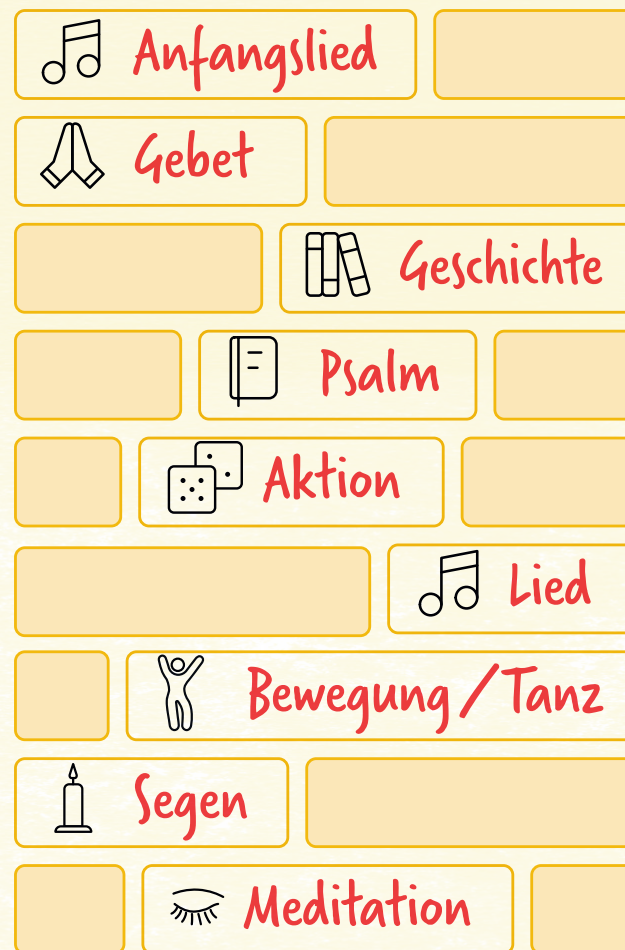 Anfangslied
Gebet
Geschichte
Psalm
Aktion
Lied
Bewegung/Tanz
Segen
Meditation